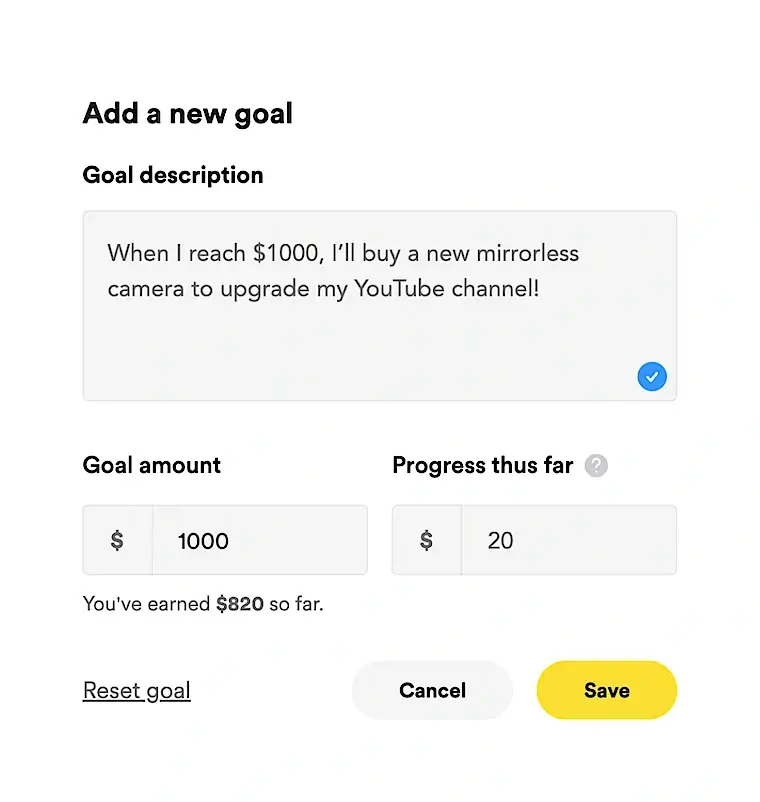 Add a new goal
Goal description
When I reach $1000, I’ll buy a new mirrorless
camera to upgrade my YouTube channel!
Goal amount
Progress thus far ?
$ 1000
$ 20
You've earned $820 so far.
Reset goal
Cancel
Save